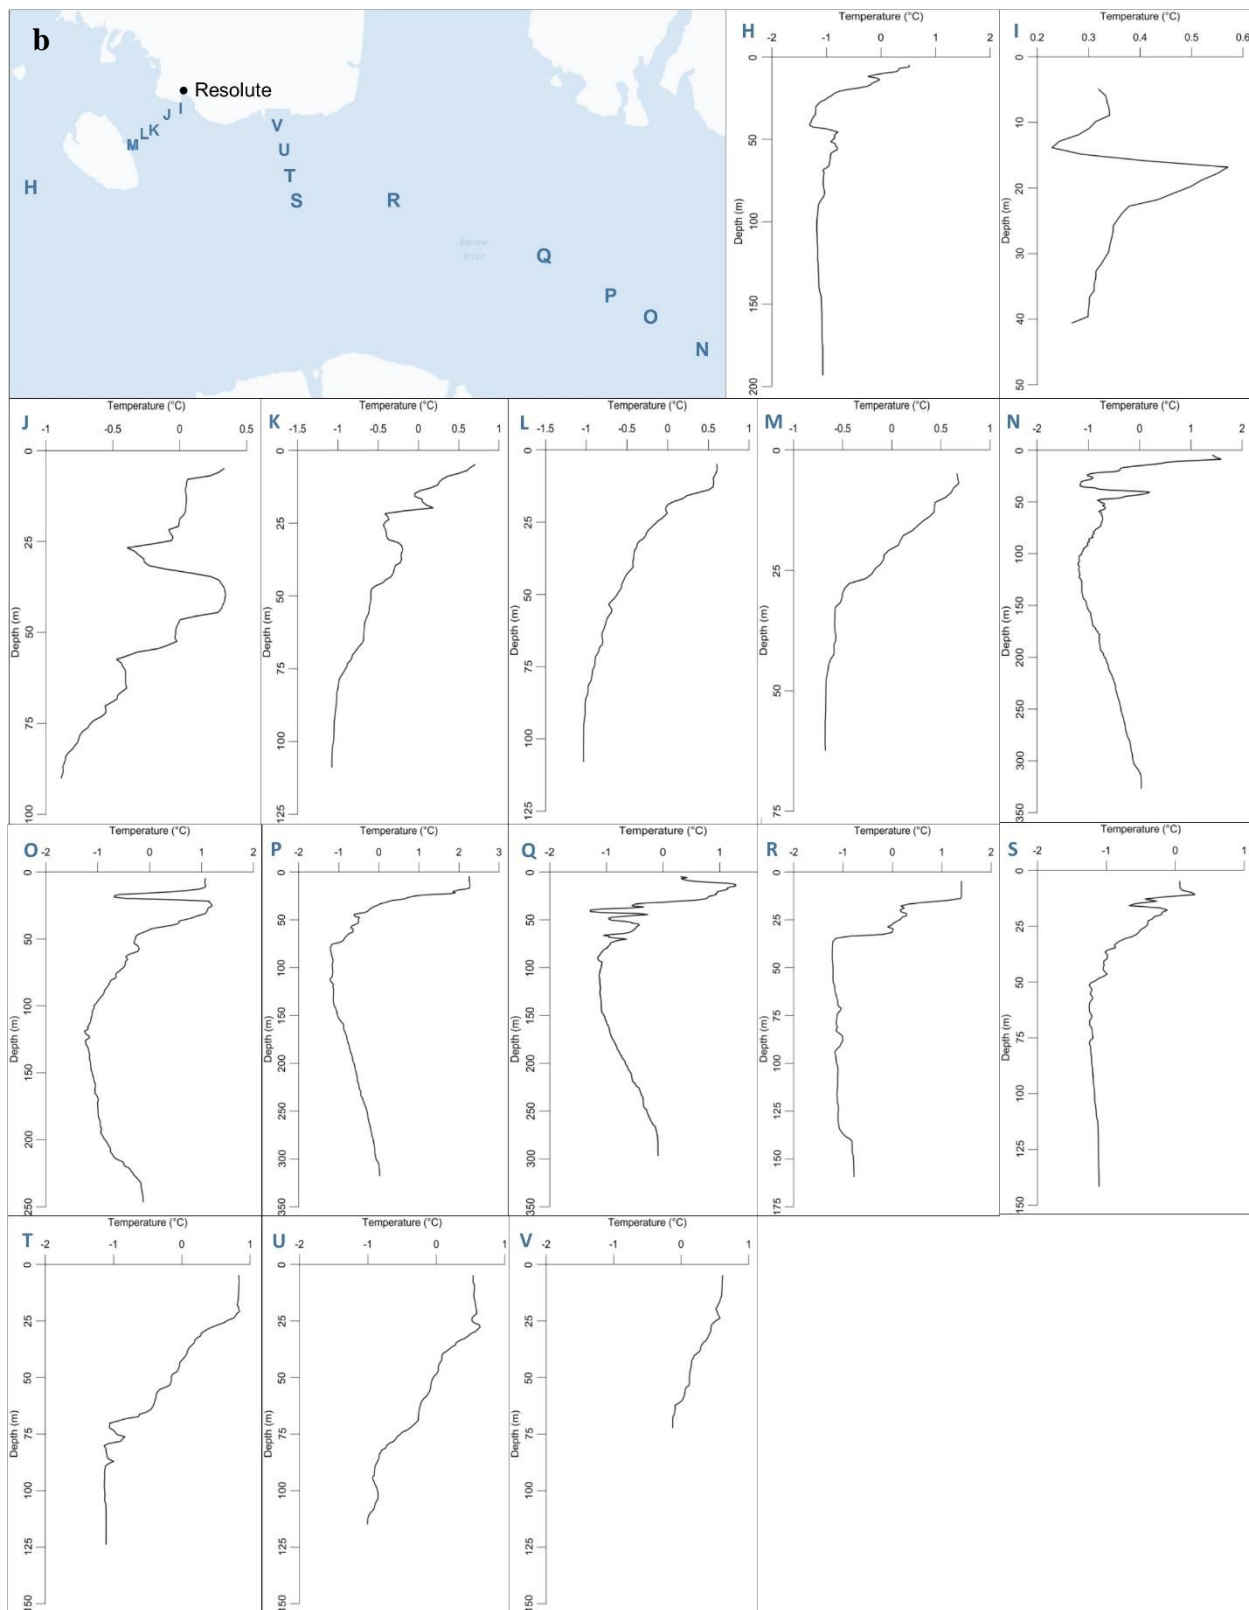 b
Resolute
I
J
K
L
M
H
V
U
T
S
R
Barrow
Strait
Q
P
O
N
H
Temperature (°C)
-2 -1 0 1 2
Depth (m)
0 50 100 150 200
I
Temperature (°C)
0.2 0.3 0.4 0.5 0.6
Depth (m)
0 10 20 30 40 50
J
Temperature (°C)
-1 -0.5 0 0.5
Depth (m)
0 25 50 75 100
K
Temperature (°C)
-1.5 -1 -0.5 0 0.5 1
Depth (m)
0 25 50 75 100 125
L
Temperature (°C)
-1.5 -1 -0.5 0 0.5 1
Depth (m)
0 25 50 75 100 125
M
Temperature (°C)
-1 -0.5 0 0.5 1
Depth (m)
0 25 50 75
N
Temperature (°C)
-2 -1 0 1 2
Depth (m)
0 50 100 150 200 250 300 350
O
Temperature (°C)
-2 -1 0 1 2
Depth (m)
0 50 100 150 200 250
P
Temperature (°C)
-2 -1 0 1 2 3
Depth (m)
0 50 100 150 200 250 300 350
Q
Temperature (°C)
-2 -1 0 1
Depth (m)
0 50 100 150 200 250 300 350
R
Temperature (°C)
-2 -1 0 1 2
Depth (m)
0 25 50 75 100 125 150 175
S
Temperature (°C)
-2 -1 0 1
Depth (m)
0 25 50 75 100 125 150
T
Temperature (°C)
-2 -1 0 1
Depth (m)
0 25 50 75 100 125 150
U
Temperature (°C)
-2 -1 0 1
Depth (m)
0 25 50 75 100 125 150
V
Temperature (°C)
-2 -1 0 1
Depth (m)
0 25 50 75 100 125 150